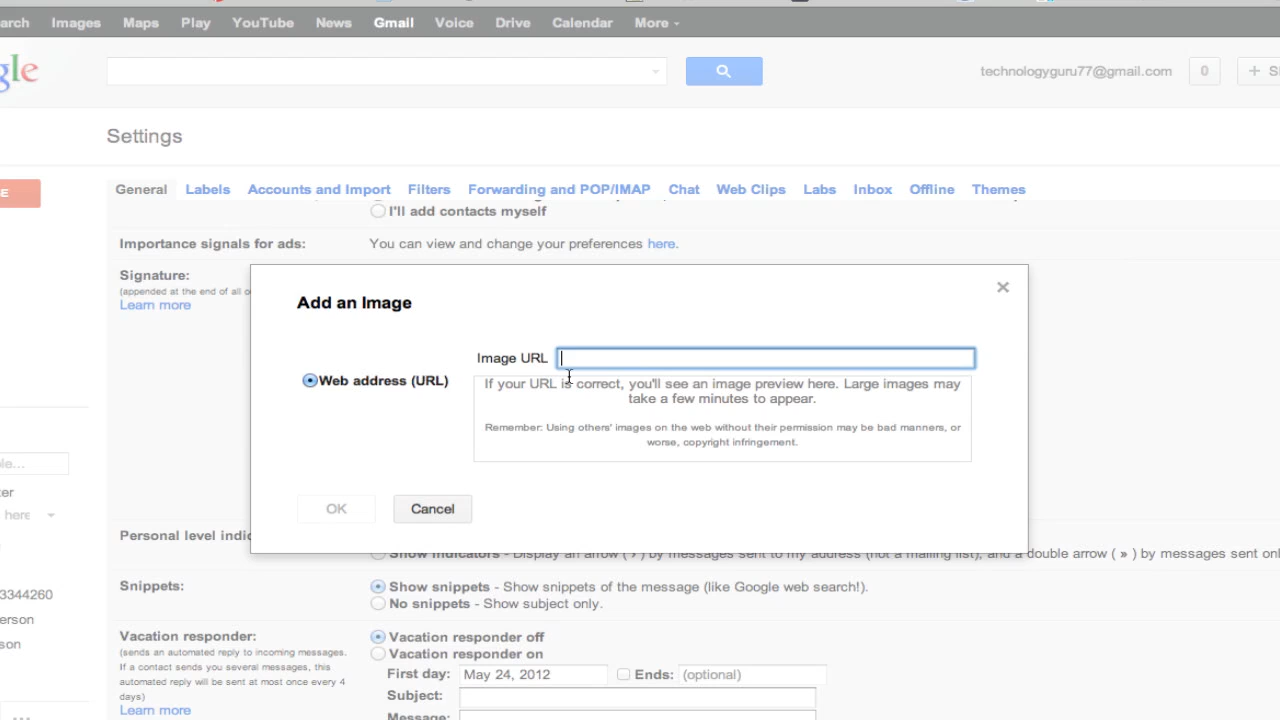 arch Images Maps Play YouTube News Gmail Voice Drive Calendar More
gle
technologyguru77@gmail.com 0 + S
Settings
E
General Labels Accounts and Import Filters Forwarding and POP/IMAP Chat Web Clips Labs Inbox Offline Themes
I'll add contacts myself
Importance signals for ads: You can view and change your preferences here.
Signature:
(appended at the end of all o
Learn more
Add an Image
×
Image URL
Web address (URL)
If your URL is correct, you'll see an image preview here. Large images may
take a few minutes to appear.
Remember: Using others' images on the web without their permission may be bad manners, or
worse, copyright infringement.
ple...
ter
here
OK Cancel
Personal level indic
Show indicators - Display an arrow ( › ) by messages sent to my address (not a mailing list), and a double arrow ( » ) by messages sent onl
Snippets: Show snippets - Show snippets of the message (like Google web search!).
No snippets - Show subject only.
3344260
erson
son
Vacation responder: Vacation responder off
(sends an automated reply to incoming messages.
If a contact sends you several messages, this
automated reply will be sent at most once every 4
days)
Learn more
Vacation responder on
First day: May 24, 2012 Ends: (optional)
Subject:
Message: